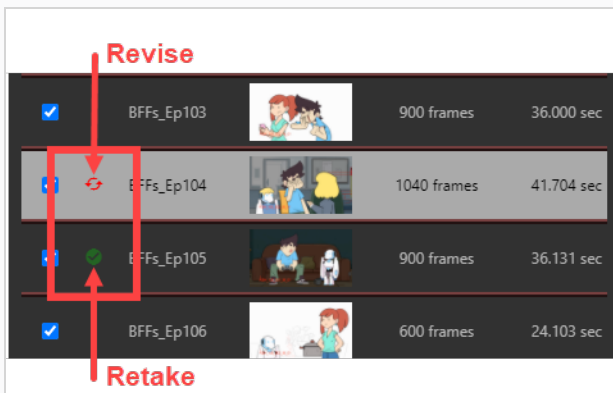 Revise
BFFs_Ep103 900 frames 36.000 sec
BFFs_Ep104 1040 frames 41.704 sec
BFFs_Ep105 900 frames 36.131 sec
BFFs_Ep106 600 frames 24.103 sec
Retake